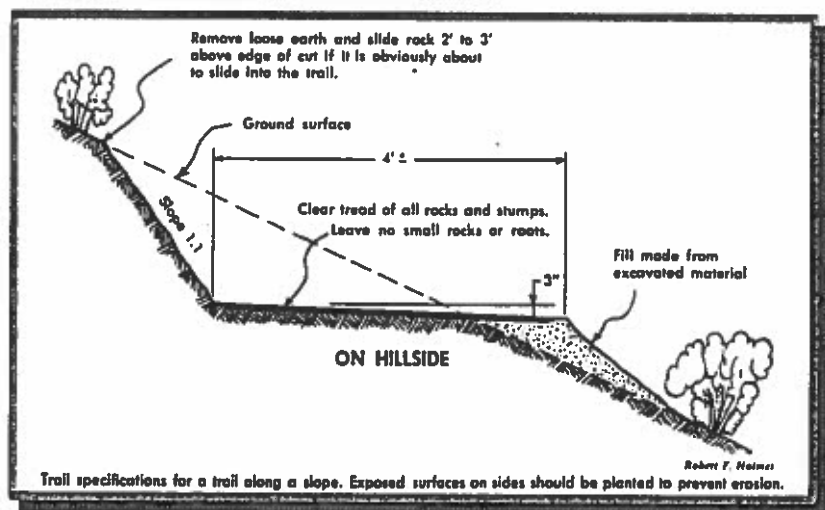 Remove loose earth and slide rock 2' to 3'
above edge of cut if it is obviously about
to slide into the trail.
Ground surface
4' ±
Slope 1:1
Clear tread of all rocks and stumps.
Leave no small rocks or roots.
3"
Fill made from
excavated material
ON HILLSIDE
Robert F. Holmes
Trail specifications for a trail along a slope. Exposed surfaces on sides should be planted to prevent erosion.